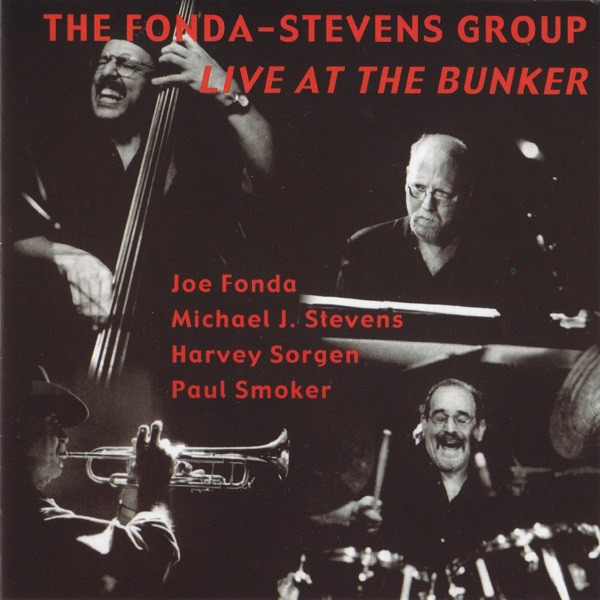 THE FONDA–STEVENS GROUP
LIVE AT THE BUNKER
Joe Fonda
Michael J. Stevens
Harvey Sorgen
Paul Smoker